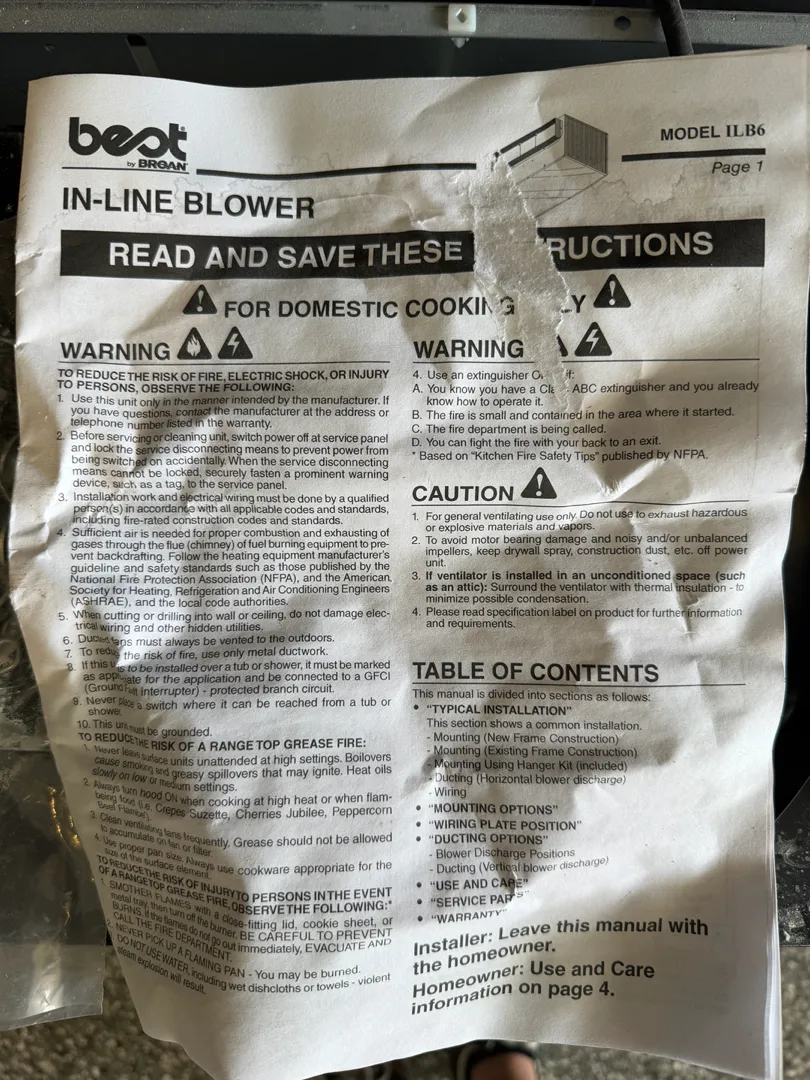 best
by BROAN
MODEL ILB6
Page 1
IN-LINE BLOWER
READ AND SAVE THESE RUCTIONS
FOR DOMESTIC COOKING LY
WARNING
TO REDUCE THE RISK OF FIRE, ELECTRIC SHOCK, OR INJURY
TO PERSONS, OBSERVE THE FOLLOWING:
1. Use this unit only in the manner intended by the manufacturer. If
you have questions, contact the manufacturer at the address or
telephone number listed in the warranty.
2. Before servicing or cleaning unit, switch power off at service panel
and lock the service disconnecting means to prevent power from
being switched on accidentally. When the service disconnecting
means cannot be locked, securely fasten a prominent warning
device, such as a tag, to the service panel.
3. Installation work and electrical wiring must be done by a qualified
person(s) in accordance with all applicable codes and standards,
including fire-rated construction codes and standards.
4. Sufficient air is needed for proper combustion and exhausting of
gases through the flue (chimney) of fuel burning equipment to pre-
vent backdrafting. Follow the heating equipment manufacturer's
guideline and safety standards such as those published by the
National Fire Protection Association (NFPA), and the American
Society for Heating, Refrigeration and Air Conditioning Engineers
(ASHRAE), and the local code authorities.
5. When cutting or drilling into wall or ceiling, do not damage elec-
trical wiring and other hidden utilities.
6. Ducted fans must always be vented to the outdoors.
7. To reduce the risk of fire, use only metal ductwork.
8. If this is to be installed over a tub or shower, it must be marked
as appropriate for the application and be connected to a GFCI
(Ground Fault Interrupter) - protected branch circuit.
9. Never place a switch where it can be reached from a tub or
shower.
10. This unit must be grounded.
TO REDUCE THE RISK OF A RANGE TOP GREASE FIRE:
1. Never leave surface units unattended at high settings. Boilovers
cause smoking and greasy spillovers that may ignite. Heat oils
slowly on low or medium settings.
2. Always turn hood ON when cooking at high heat or when flam-
being food (i.e. Crepes Suzette, Cherries Jubilee, Peppercorn
Beef Flambe').
3. Clean ventilating fans frequently. Grease should not be allowed
to accumulate on fan or filter.
4. Use proper pan size. Always use cookware appropriate for the
size of the surface element.
TO REDUCE THE RISK OF INJURY TO PERSONS IN THE EVENT
OF A RANGE TOP GREASE FIRE, OBSERVE THE FOLLOWING:*
1. SMOTHER FLAMES with a close-fitting lid, cookie sheet, or
metal tray, then turn off the burner. BE CAREFUL TO PREVENT
BURNS. If the flames do not go out immediately, EVACUATE AND
CALL THE FIRE DEPARTMENT.
2. NEVER PICK UP A FLAMING PAN - You may be burned.
DO NOT USE WATER, including wet dishcloths or towels - violent
steam explosion will result.
WARNING
4. Use an extinguisher if:
A. You know you have a Class ABC extinguisher and you already
know how to operate it.
B. The fire is small and contained in the area where it started.
C. The fire department is being called.
D. You can fight the fire with your back to an exit.
* Based on "Kitchen Fire Safety Tips" published by NFPA.
CAUTION
1. For general ventilating use only. Do not use to exhaust hazardous
or explosive materials and vapors.
2. To avoid motor bearing damage and noisy and/or unbalanced
impellers, keep drywall spray, construction dust, etc. off power
unit.
3. If ventilator is installed in an unconditioned space (such
as an attic): Surround the ventilator with thermal insulation - to
minimize possible condensation.
4. Please read specification label on product for further information
and requirements.
TABLE OF CONTENTS
This manual is divided into sections as follows:
• "TYPICAL INSTALLATION"
This section shows a common installation.
- Mounting (New Frame Construction)
- Mounting (Existing Frame Construction)
- Mounting Using Hanger Kit (included)
- Ducting (Horizontal blower discharge)
- Wiring
• "MOUNTING OPTIONS"
• "WIRING PLATE POSITION"
• "DUCTING OPTIONS"
- Blower Discharge Positions
- Ducting (Vertical blower discharge)
• "USE AND CARE"
• "SERVICE PARTS"
• "WARRANTY"
Installer: Leave this manual with
the homeowner.
Homeowner: Use and Care
information on page 4.